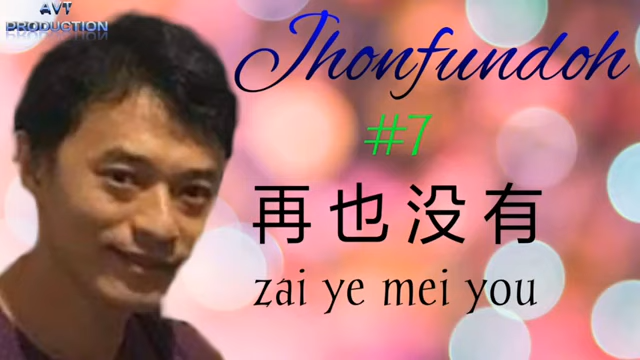 AVT
PRODUCTION
Jhonfundoh
#7
再也没有
zai ye mei you